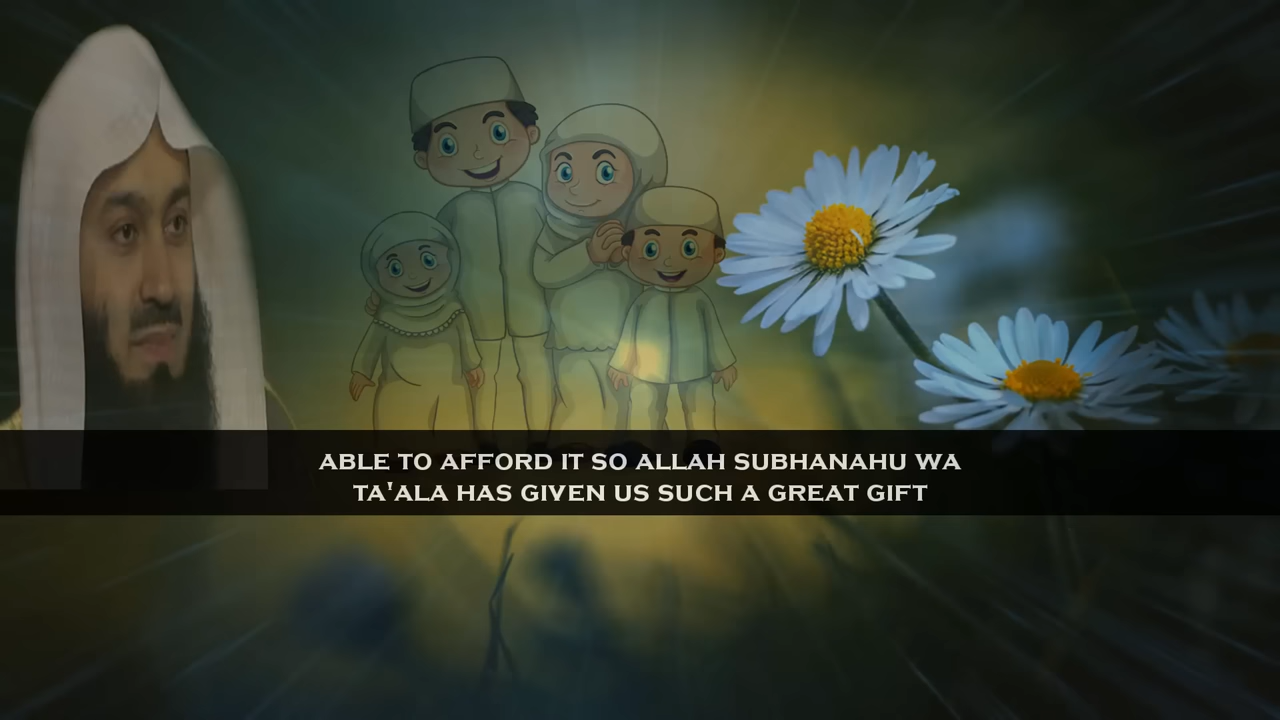 ABLE TO AFFORD IT SO ALLAH SUBHANAHU WA
TA'ALA HAS GIVEN US SUCH A GREAT GIFT